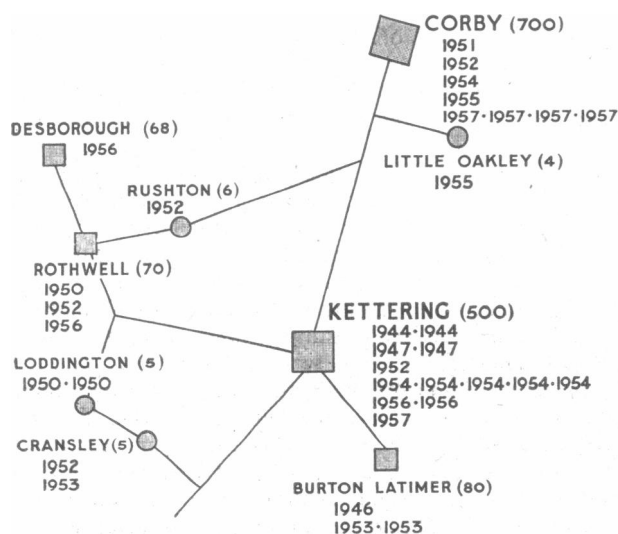 CORBY (700)
1951
1952
1954
1955
1957·1957·1957·1957
DESBOROUGH (68)
1956
LITTLE OAKLEY (4)
1955
RUSHTON (6)
1952
ROTHWELL (70)
1950
1952
1956
KETTERING (500)
1944·1944
1947·1947
1952
1954·1954·1954·1954·1954
1956·1956
1957
LODDINGTON (5)
1950·1950
CRANSLEY (5)
1952
1953
BURTON LATIMER (80)
1946
1953·1953